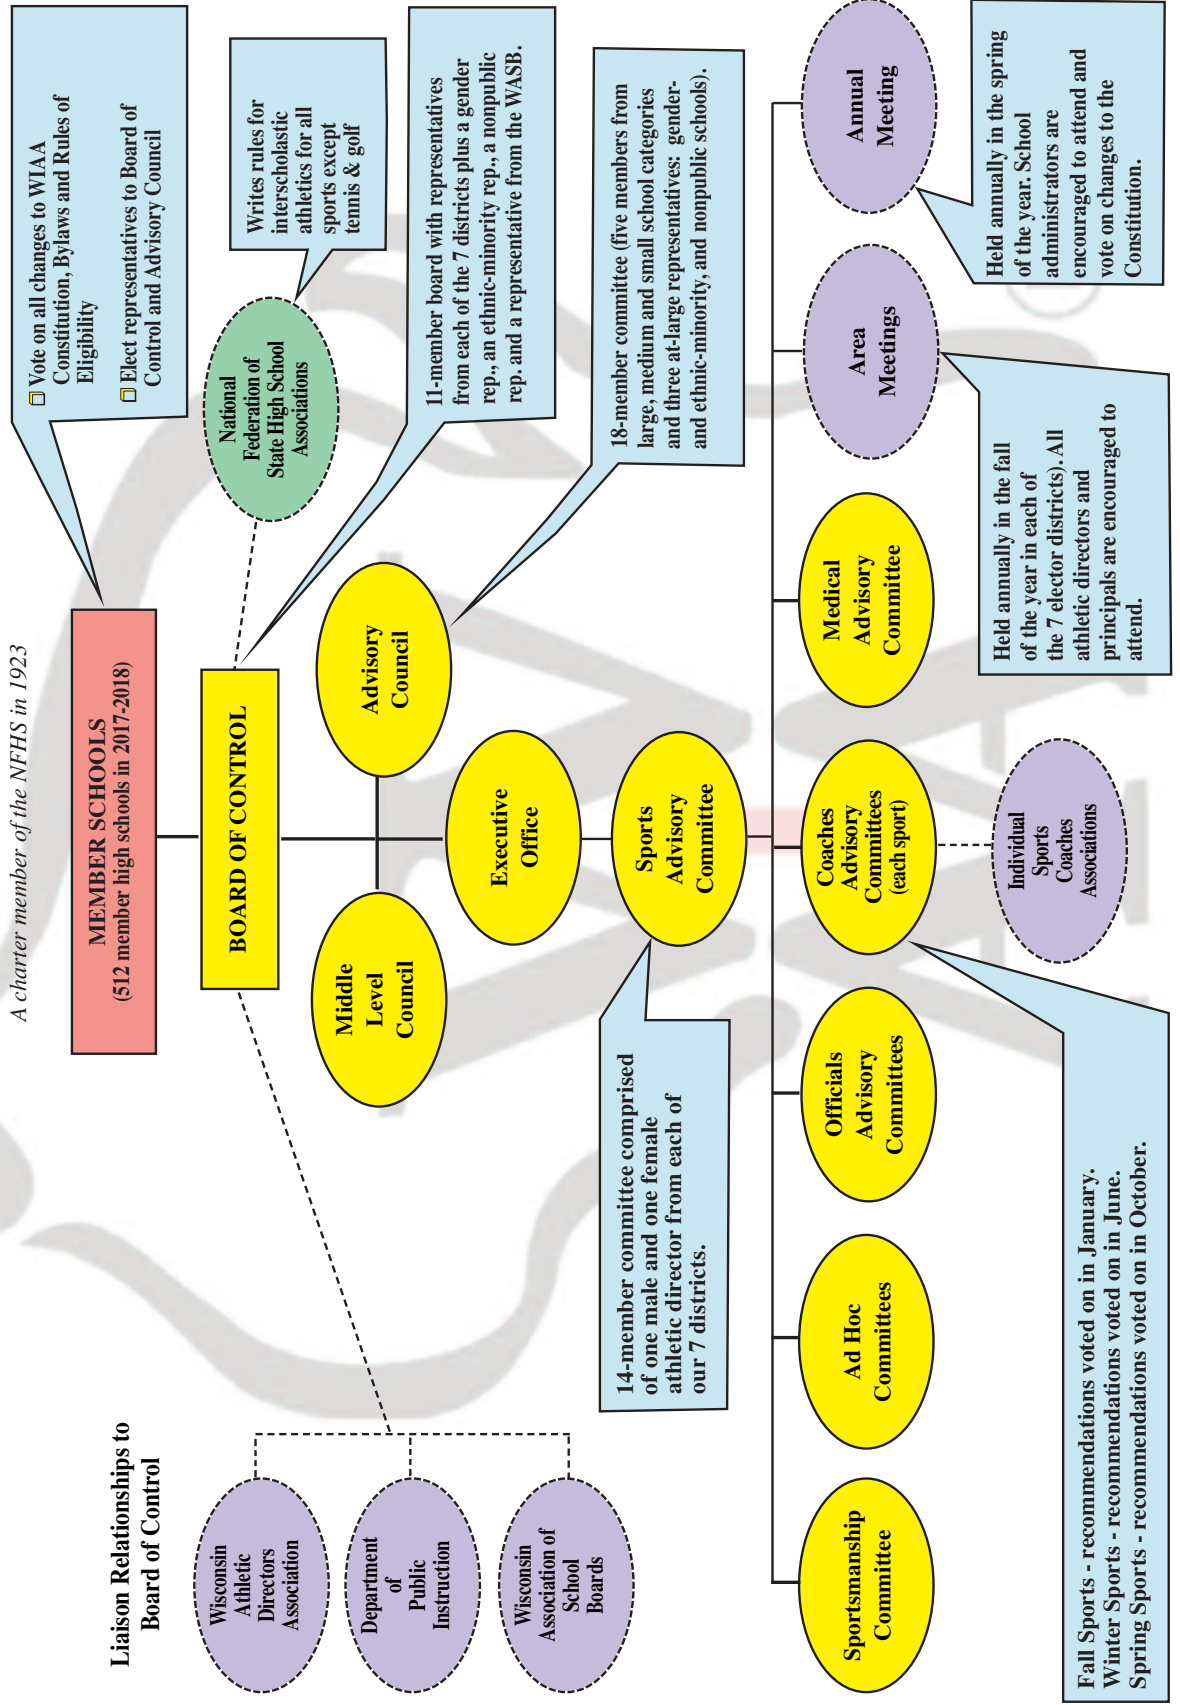 A charter member of the NFHS in 1923
MEMBER SCHOOLS
(512 member high schools in 2017-2018)
❒ Vote on all changes to WIAA
Constitution, Bylaws and Rules of
Eligibility
❒ Elect representatives to Board of
Control and Advisory Council
Liaison Relationships to
Board of Control
Wisconsin
Athletic
Directors
Association
Department
of
Public
Instruction
Wisconsin
Association of
School
Boards
BOARD OF CONTROL
National
Federation of
State High School
Associations
Writes rules for
interscholastic
athletics for all
sports except
tennis & golf
11-member board with representatives
from each of the 7 districts plus a gender
rep., an ethnic-minority rep., a nonpublic
rep. and a representative from the WASB.
Middle
Level
Council
Advisory
Council
18-member committee (five members from
large, medium and small school categories
and three at-large representatives: gender-
and ethnic-minority, and nonpublic schools).
Executive
Office
Sports
Advisory
Committee
14-member committee comprised
of one male and one female
athletic director from each of
our 7 districts.
Sportsmanship
Committee
Ad Hoc
Committees
Officials
Advisory
Committees
Coaches
Advisory
Committees
(each sport)
Medical
Advisory
Committee
Area
Meetings
Annual
Meeting
Individual
Sports
Coaches
Associations
Fall Sports - recommendations voted on in January.
Winter Sports - recommendations voted on in June.
Spring Sports - recommendations voted on in October.
Held annually in the fall
of the year in each of
the 7 elector districts). All
athletic directors and
principals are encouraged to
attend.
Held annually in the spring
of the year. School
administrators are
encouraged to attend and
vote on changes to the
Constitution.